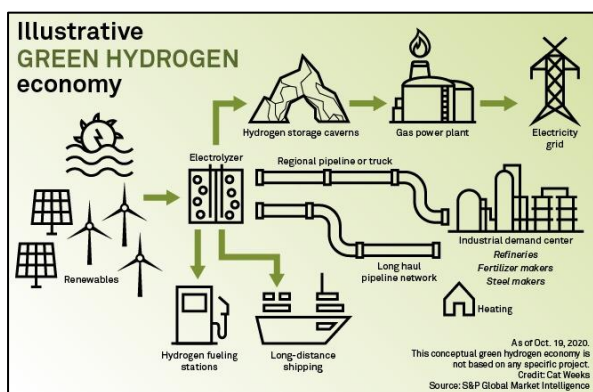 Illustrative
GREEN HYDROGEN
economy
Hydrogen storage caverns
Gas power plant
Electricity
grid
Electrolyzer
Regional pipeline or truck
Renewables
Long haul
pipeline network
Industrial demand center
Refineries
Fertilizer makers
Steel makers
Heating
Hydrogen fueling
stations
Long-distance
shipping
As of Oct. 19, 2020.
This conceptual green hydrogen economy is
not based on any specific project.
Credit: Cat Weeks
Source: S&P Global Market Intelligence